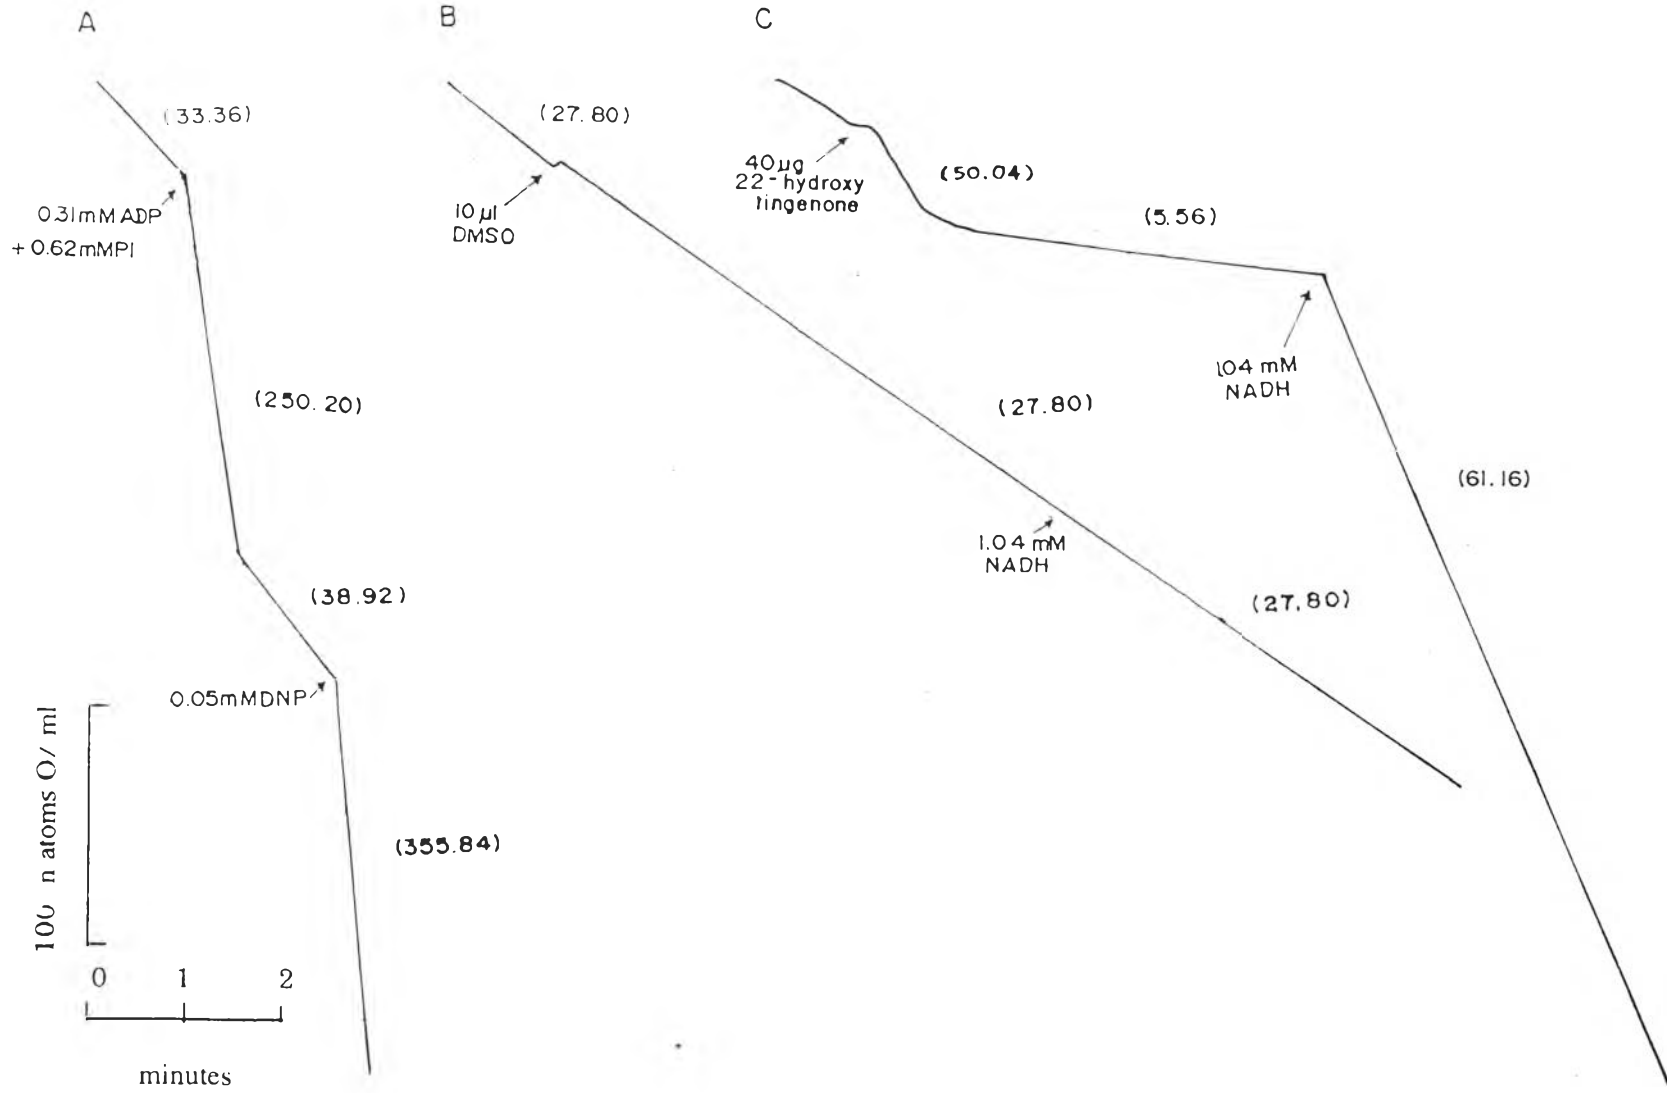 A
B
C
(33.36)
0.31mM ADP
+ 0.62mMPI
(250.20)
(38.92)
0.05mMDNP
(355.84)
100 n atoms O/ ml
0 1 2
minutes
(27.80)
10 µl
DMSO
(27.80)
1.04 mM
NADH
(27.80)
40µg
22-hydroxy
tingenone
(50.04)
(5.56)
1.04 mM
NADH
(61.16)